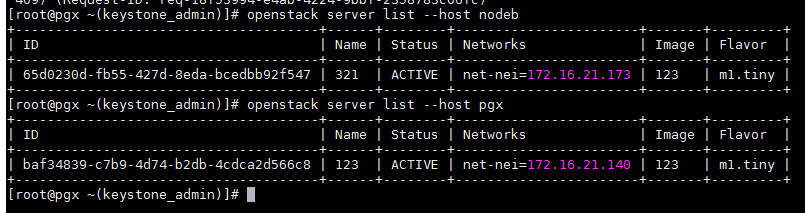 [root@pgx ~(keystone_admin)]# openstack server list --host nodeb
+--------------------------------------+------+--------+-----------------------+-------+---------+
| ID | Name | Status | Networks | Image | Flavor |
+--------------------------------------+------+--------+-----------------------+-------+---------+
| 65d0230d-fb55-427d-8eda-bcedbb92f547 | 321 | ACTIVE | net-nei=172.16.21.173 | 123 | m1.tiny |
+--------------------------------------+------+--------+-----------------------+-------+---------+
[root@pgx ~(keystone_admin)]# openstack server list --host pgx
+--------------------------------------+------+--------+-----------------------+-------+---------+
| ID | Name | Status | Networks | Image | Flavor |
+--------------------------------------+------+--------+-----------------------+-------+---------+
| baf34839-c7b9-4d74-b2db-4cdca2d566c8 | 123 | ACTIVE | net-nei=172.16.21.140 | 123 | m1.tiny |
+--------------------------------------+------+--------+-----------------------+-------+---------+
[root@pgx ~(keystone_admin)]#